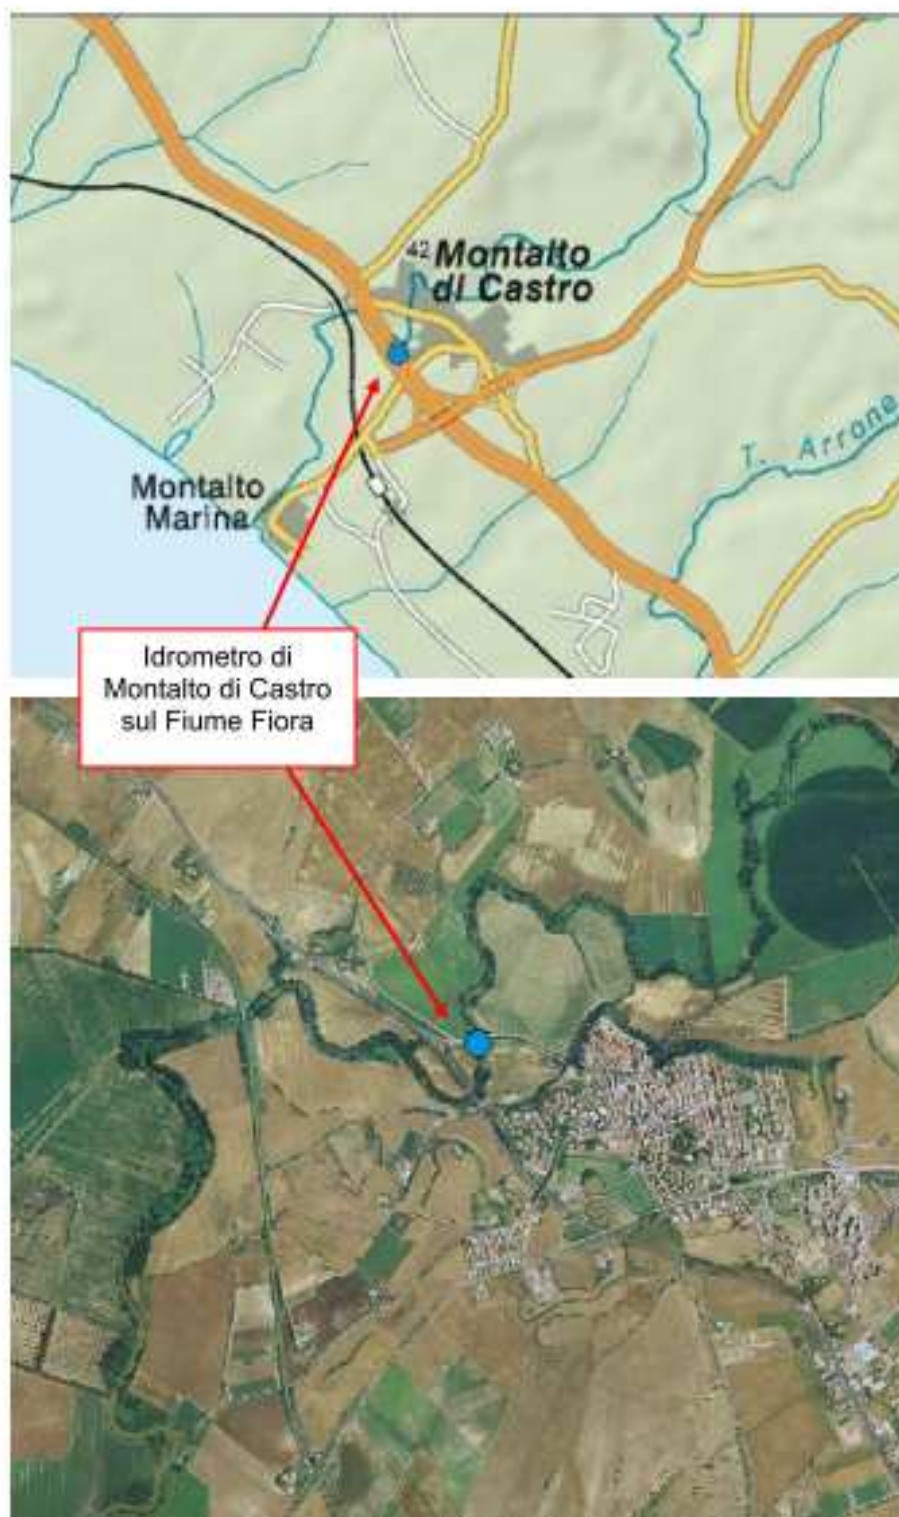 42 Montalto
di Castro
T. Arrone
Montalto
Marina
Idrometro di
Montalto di Castro
sul Fiume Fiora